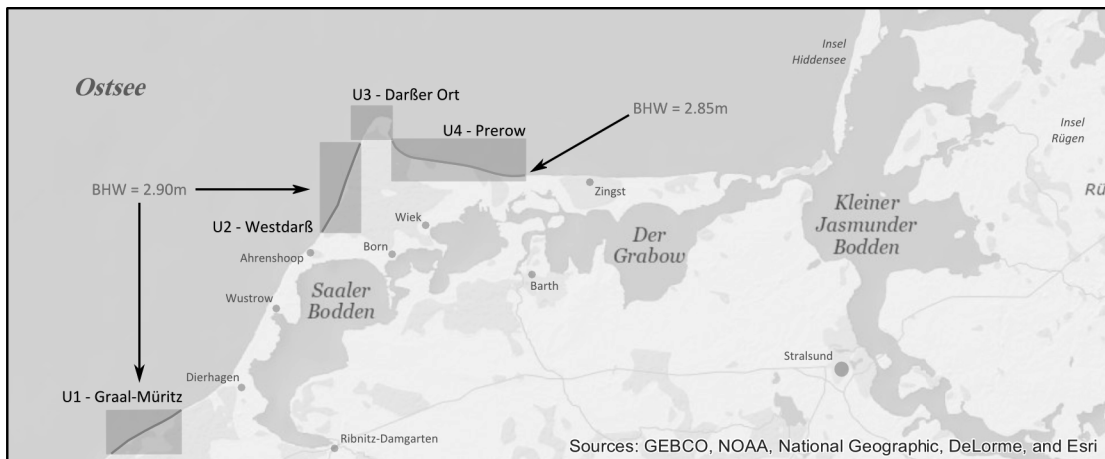 Insel
Hiddensee
Ostsee
U3 - Darßer Ort
BHW = 2.85m
U4 - Prerow
Insel
Rügen
BHW = 2.90m
Zingst
Kleiner
Jasmunder
Bodden
Wiek
U2 - Westdarß
Der
Grabow
Ahrenshoop
Born
Barth
Saaler
Bodden
Wustrow
Stralsund
Dierhagen
U1 - Graal-Müritz
Ribnitz-Damgarten
Sources: GEBCO, NOAA, National Geographic, DeLorme, and Esri